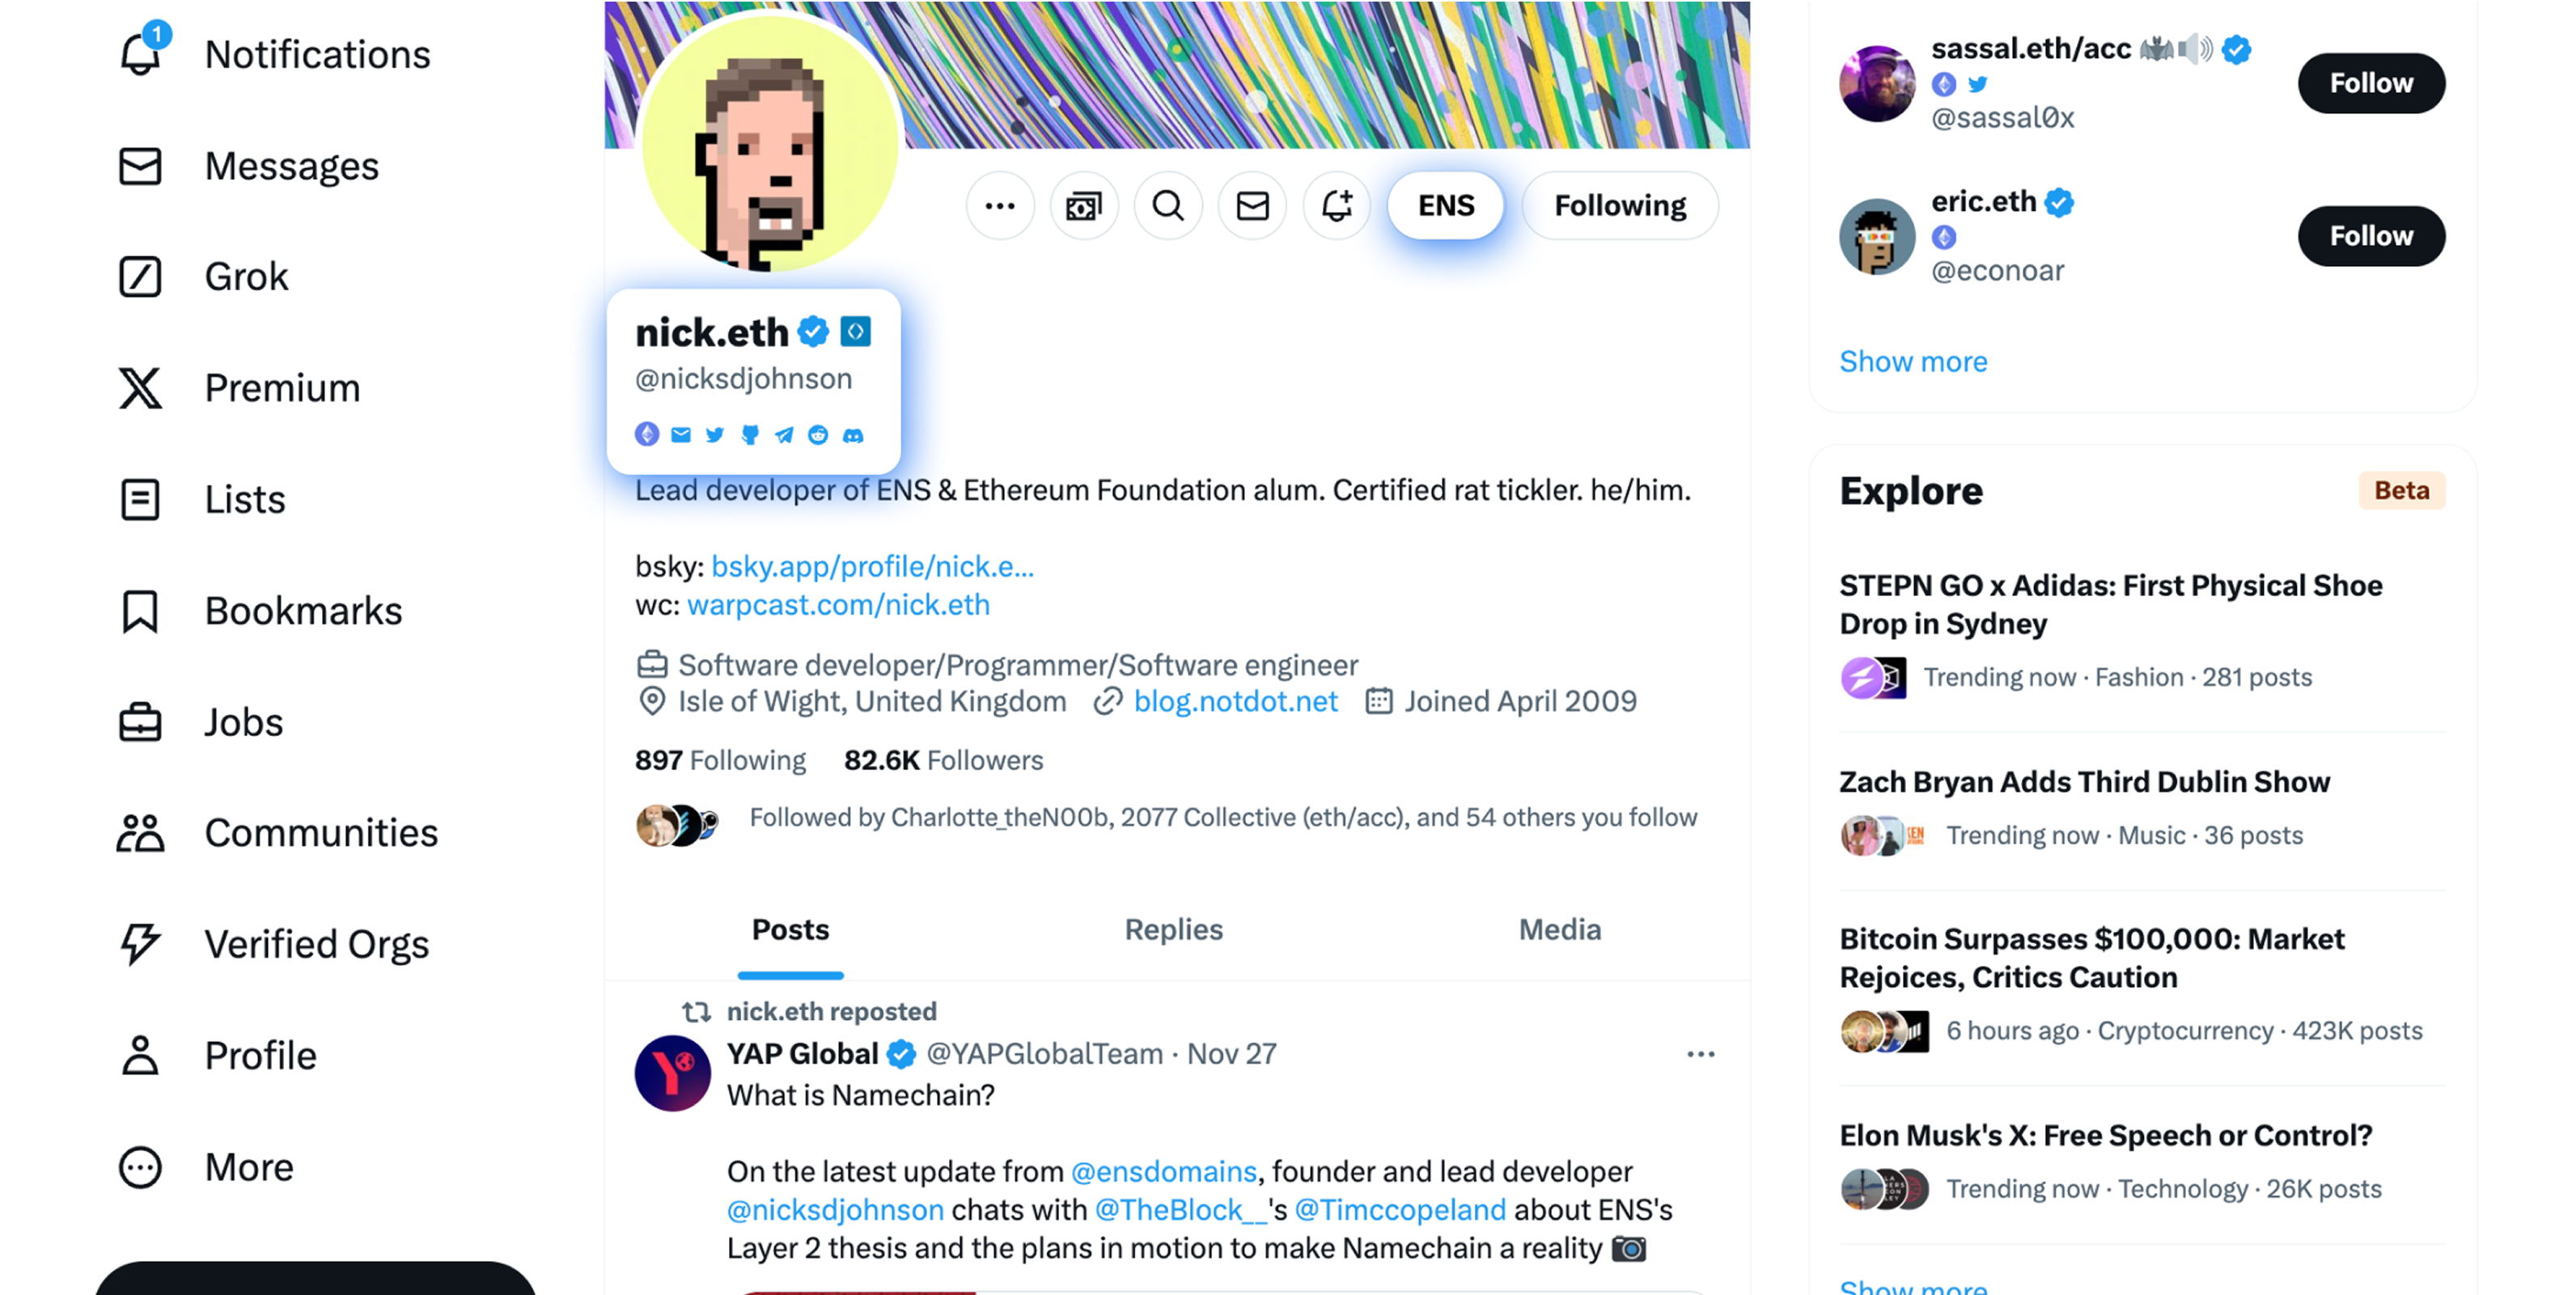 1
Notifications
Messages
Grok
Premium
Lists
Bookmarks
Jobs
Communities
Verified Orgs
Profile
More
ENS
Following
nick.eth
@nicksdjohnson
Lead developer of ENS & Ethereum Foundation alum. Certified rat tickler. he/him.
bsky: bsky.app/profile/nick.e...
wc: warpcast.com/nick.eth
Software developer/Programmer/Software engineer
Isle of Wight, United Kingdom blog.notdot.net Joined April 2009
897 Following 82.6K Followers
Followed by Charlotte_theN00b, 2077 Collective (eth/acc), and 54 others you follow
Posts Replies Media
nick.eth reposted
YAP Global @YAPGlobalTeam · Nov 27
What is Namechain?
On the latest update from @ensdomains, founder and lead developer
@nicksdjohnson chats with @TheBlock__'s @Timccopeland about ENS's
Layer 2 thesis and the plans in motion to make Namechain a reality
sassal.eth/acc
@sassal0x
Follow
eric.eth
@econoar
Follow
Show more
Explore
Beta
STEPN GO x Adidas: First Physical Shoe
Drop in Sydney
Trending now · Fashion · 281 posts
Zach Bryan Adds Third Dublin Show
Trending now · Music · 36 posts
Bitcoin Surpasses $100,000: Market
Rejoices, Critics Caution
6 hours ago · Cryptocurrency · 423K posts
Elon Musk's X: Free Speech or Control?
Trending now · Technology · 26K posts
Show more